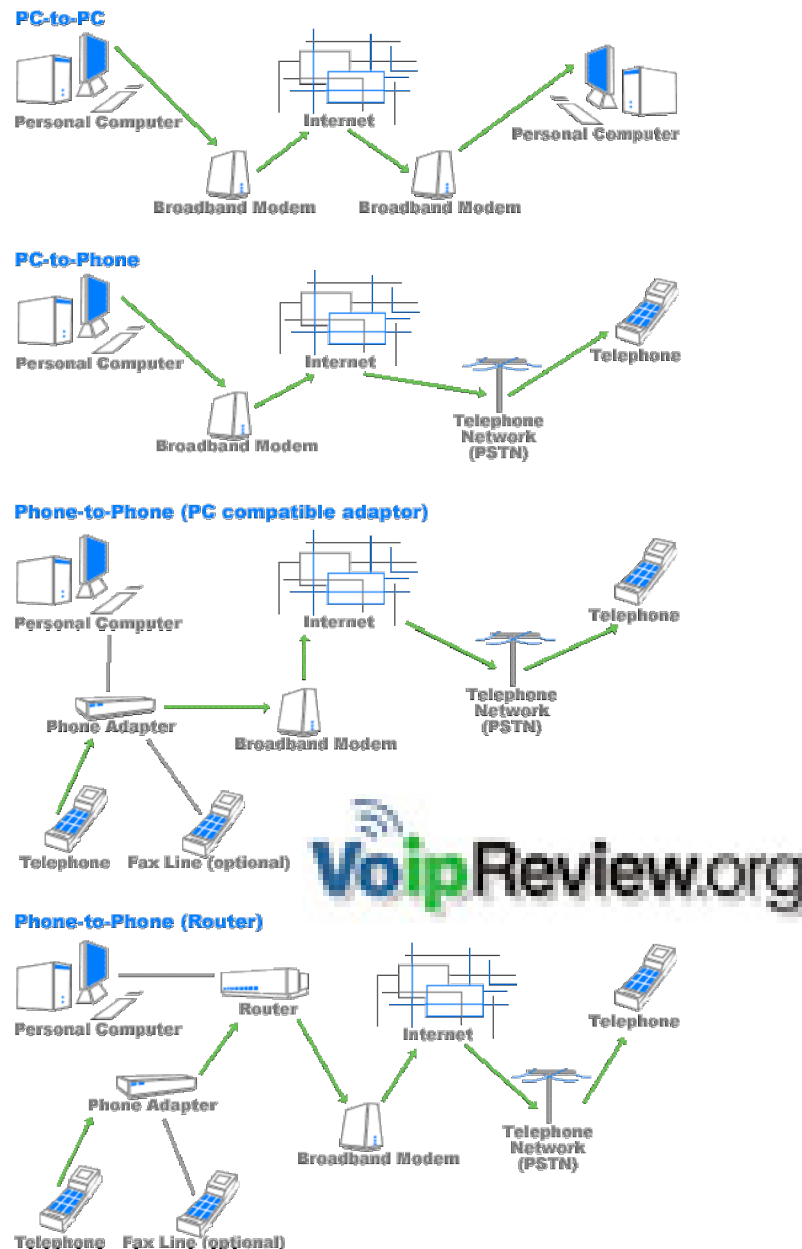 PC-to-PC
Personal Computer
Internet
Personal Computer
Broadband Modem
Broadband Modem
PC-to-Phone
Personal Computer
Internet
Telephone
Broadband Modem
Telephone
Network
(PSTN)
Phone-to-Phone (PC compatible adaptor)
Personal Computer
Internet
Telephone
Phone Adapter
Broadband Modem
Telephone
Network
(PSTN)
Telephone
Fax Line (optional)
VoipReview.org
Phone-to-Phone (Router)
Personal Computer
Router
Internet
Telephone
Phone Adapter
Broadband Modem
Telephone
Network
(PSTN)
Telephone
Fax Line (optional)